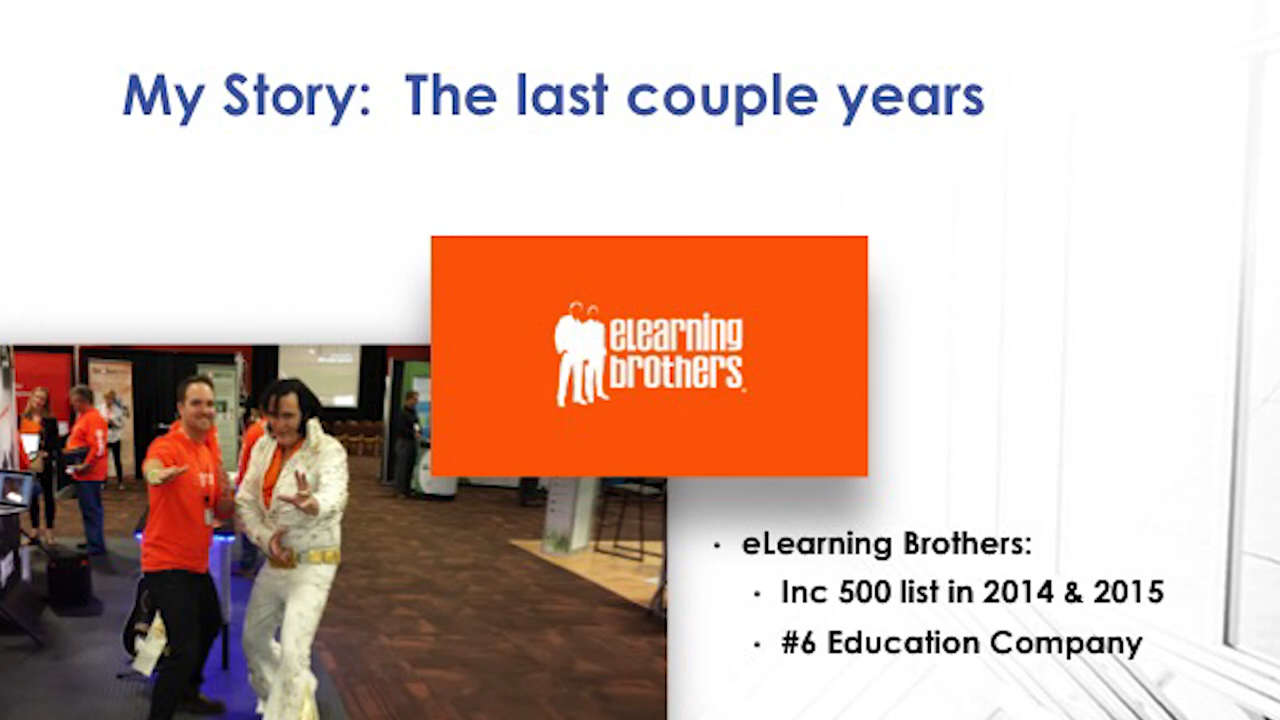 My Story: The last couple years
eLearning
brothers
• eLearning Brothers:
• Inc 500 list in 2014 & 2015
• #6 Education Company